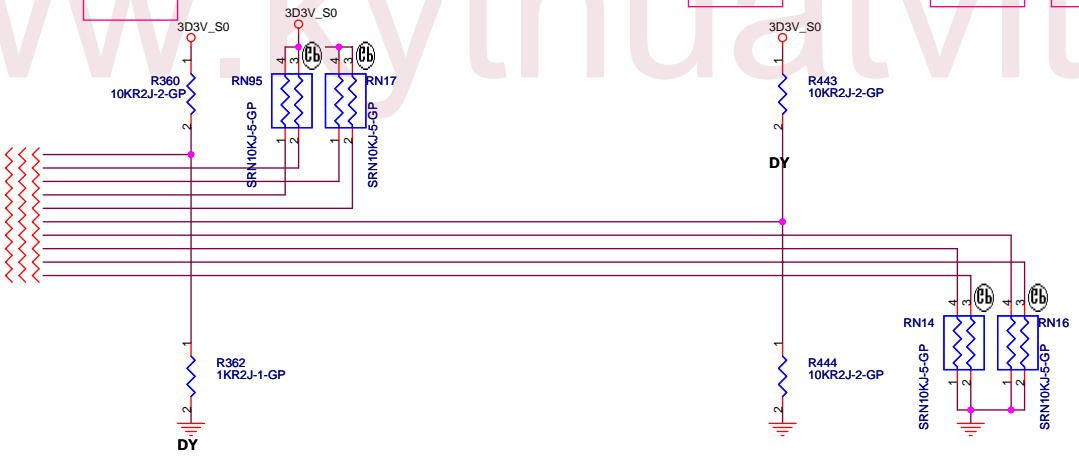 www.kythuatvit
3D3V_S0
3D3V_S0
3D3V_S0
R360
10KR2J-2-GP
1
2
RN95
SRN10KJ-5-GP
4
3
1
2
RN17
SRN10KJ-5-GP
4
3
1
2
R443
10KR2J-2-GP
1
2
DY
R362
1KR2J-1-GP
1
2
DY
R444
10KR2J-2-GP
1
2
RN14
SRN10KJ-5-GP
4
3
1
2
RN16
SRN10KJ-5-GP
4
3
1
2